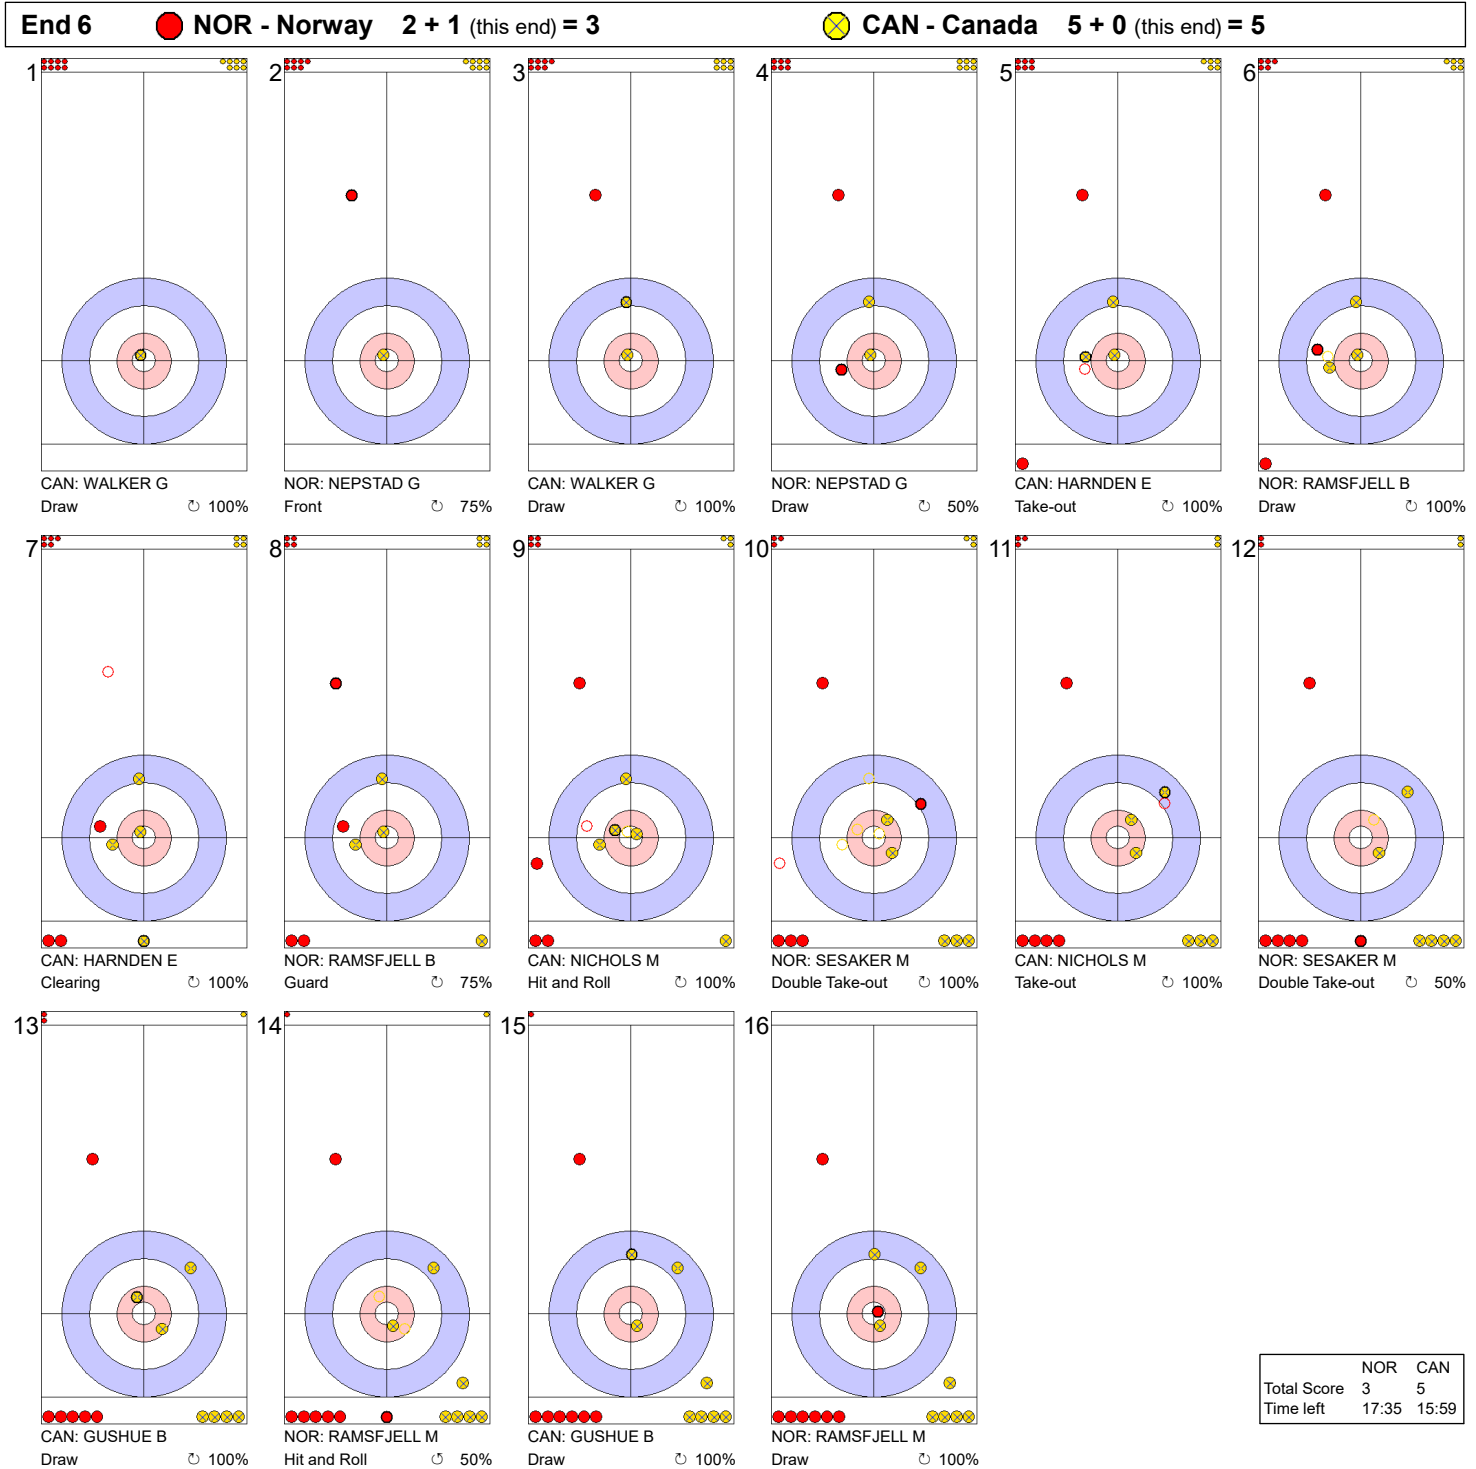 End 6 NOR - Norway 2 + 1 (this end) = 3 CAN - Canada 5 + 0 (this end) = 5
1 2 3 4 5 6
CAN: WALKER G NOR: NEPSTAD G CAN: WALKER G NOR: NEPSTAD G CAN: HARNDEN E NOR: RAMSFJELL B
Draw ↻ 100% Front ↻ 75% Draw ↻ 100% Draw ↻ 50% Take-out ↻ 100% Draw ↻ 100%
7 8 9 10 11 12
CAN: HARNDEN E NOR: RAMSFJELL B CAN: NICHOLS M NOR: SESAKER M CAN: NICHOLS M NOR: SESAKER M
Clearing ↻ 100% Guard ↻ 75% Hit and Roll ↻ 100% Double Take-out ↻ 100% Take-out ↻ 100% Double Take-out ↻ 50%
13 14 15 16
CAN: GUSHUE B NOR: RAMSFJELL M CAN: GUSHUE B NOR: RAMSFJELL M
Draw ↻ 100% Hit and Roll ↻ 50% Draw ↻ 100% Draw ↻ 100%
NOR CAN
Total Score 3 5
Time left 17:35 15:59